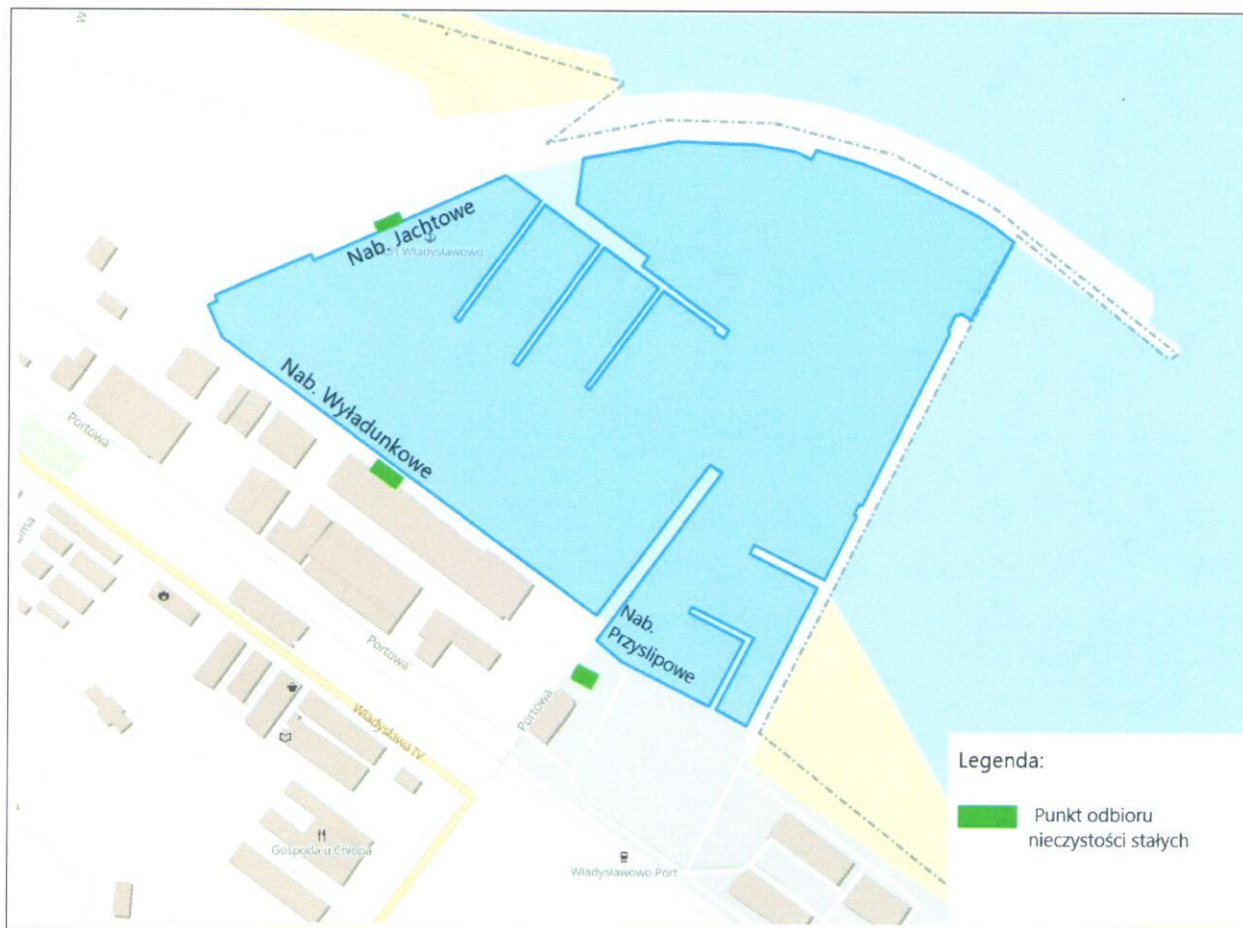 Nab. Jachtowe
Port Władysławowo
Nab. Wyładunkowe
Portowa
Nab.
Przyslipowe
Portowa
Portowa
Władysława IV
Gospoda u Chłopa
Władysławowo Port
Legenda:
Punkt odbioru
nieczystości stałych